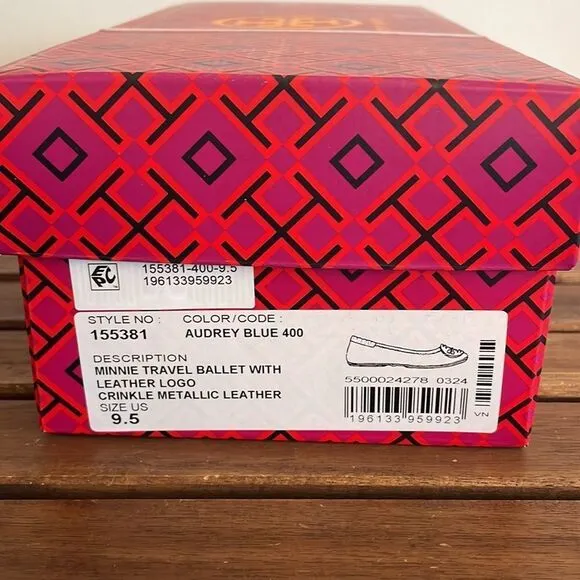 155381-400-9.5
196133959923
STYLE NO : COLOR/CODE :
155381 AUDREY BLUE 400
DESCRIPTION
MINNIE TRAVEL BALLET WITH
LEATHER LOGO
CRINKLE METALLIC LEATHER
SIZE US
9.5
5500024278 0324
196133 959923
VN